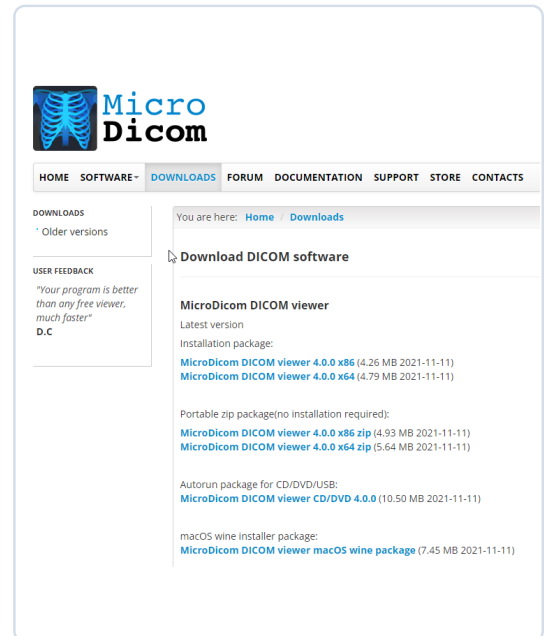 Micro
Dicom
HOME SOFTWARE DOWNLOADS FORUM DOCUMENTATION SUPPORT STORE CONTACTS
DOWNLOADS
Older versions
USER FEEDBACK
"Your program is better
than any free viewer,
much faster"
D.C
You are here: Home / Downloads
Download DICOM software
MicroDicom DICOM viewer
Latest version
Installation package:
MicroDicom DICOM viewer 4.0.0 x86 (4.26 MB 2021-11-11)
MicroDicom DICOM viewer 4.0.0 x64 (4.79 MB 2021-11-11)
Portable zip package(no installation required):
MicroDicom DICOM viewer 4.0.0 x86 zip (4.93 MB 2021-11-11)
MicroDicom DICOM viewer 4.0.0 x64 zip (5.64 MB 2021-11-11)
Autorun package for CD/DVD/USB:
MicroDicom DICOM viewer CD/DVD 4.0.0 (10.50 MB 2021-11-11)
macOS wine installer package:
MicroDicom DICOM viewer macOS wine package (7.45 MB 2021-11-11)